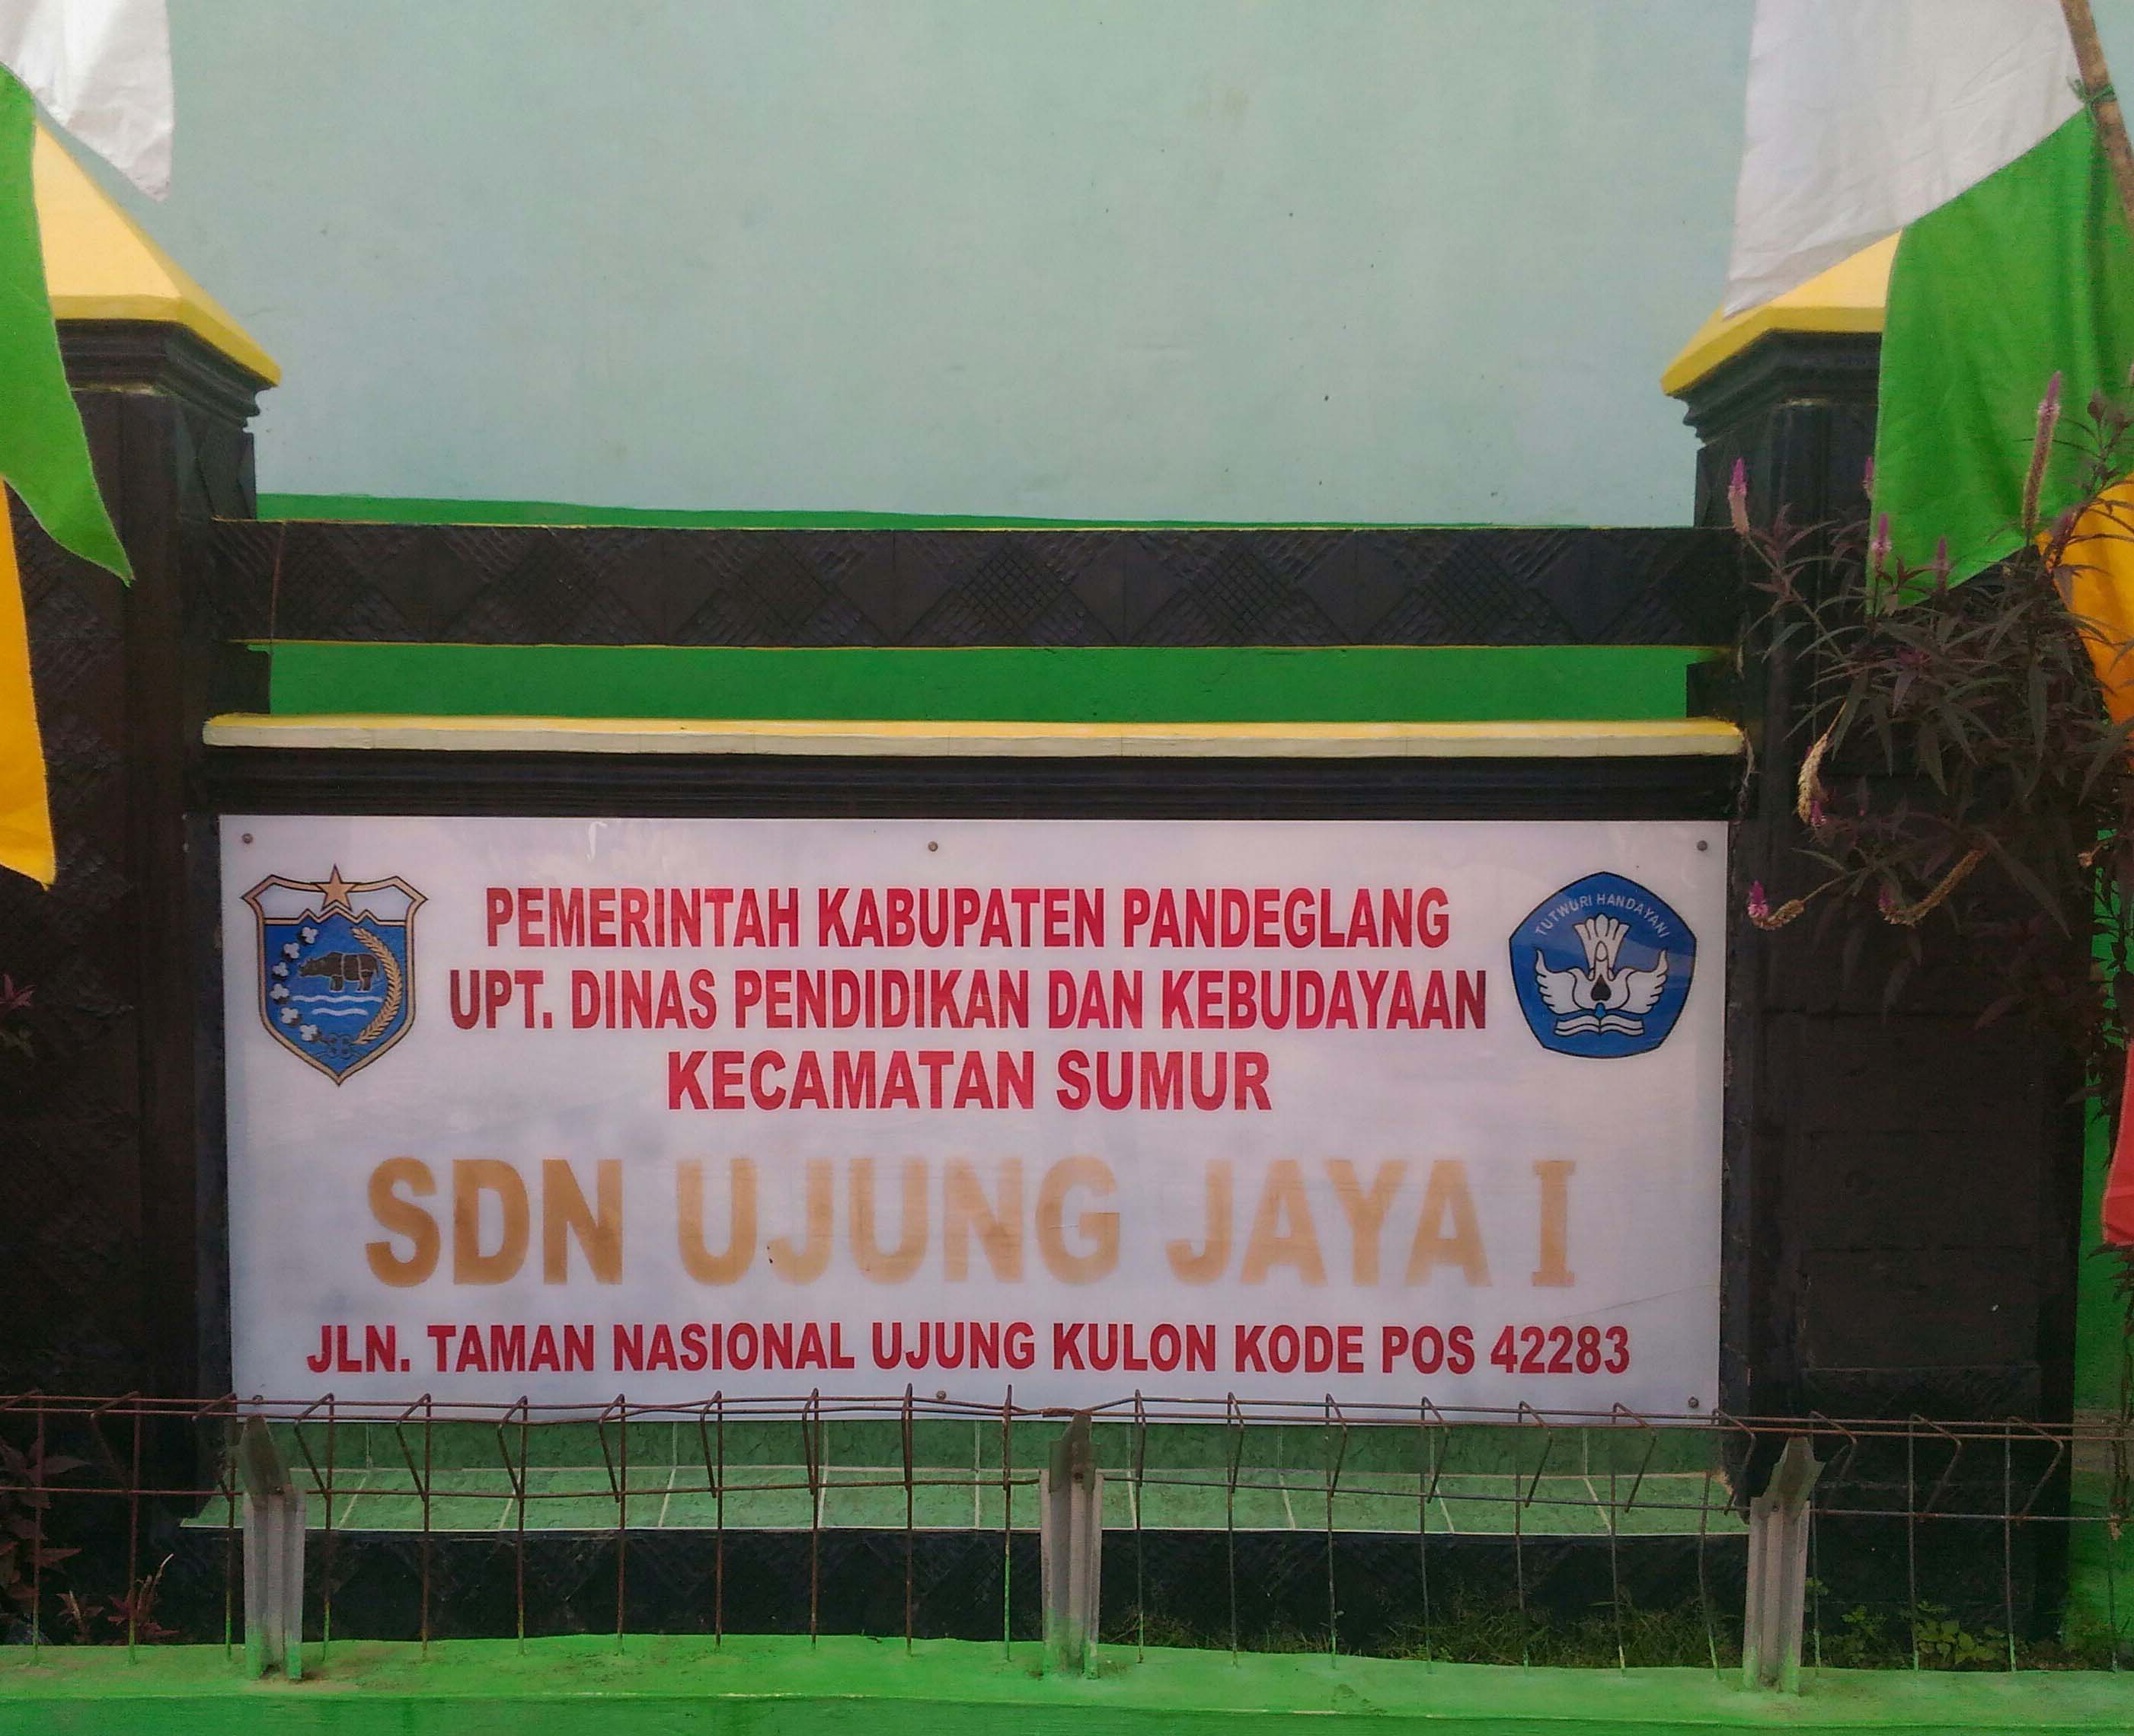 PEMERINTAH KABUPATEN PANDEGLANG
UPT. DINAS PENDIDIKAN DAN KEBUDAYAAN
KECAMATAN SUMUR
TUTWURI HANDAYANI
SDN UJUNG JAYA I
JLN. TAMAN NASIONAL UJUNG KULON KODE POS 42283